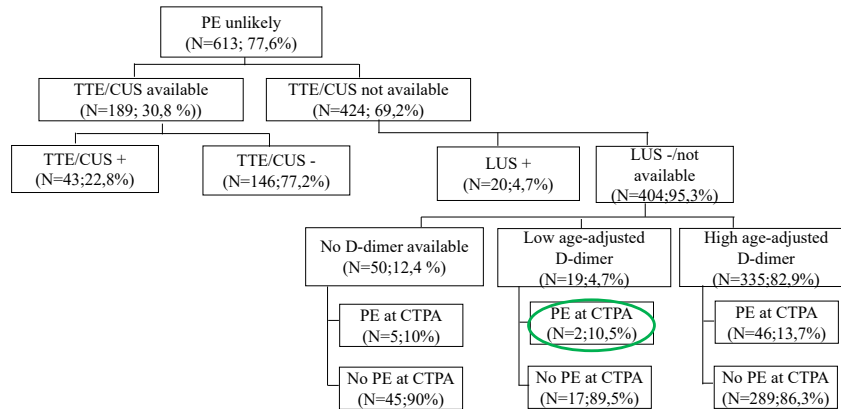 PE unlikely
(N=613; 77,6%)
TTE/CUS available
(N=189; 30,8 %))
TTE/CUS not available
(N=424; 69,2%)
TTE/CUS +
(N=43;22,8%)
TTE/CUS -
(N=146;77,2%)
LUS +
(N=20;4,7%)
LUS -/not
available
(N=404;95,3%)
No D-dimer available
(N=50;12,4 %)
Low age-adjusted
D-dimer
(N=19;4,7%)
High age-adjusted
D-dimer
(N=335;82,9%)
PE at CTPA
(N=5;10%)
PE at CTPA
(N=2;10,5%)
PE at CTPA
(N=46;13,7%)
No PE at CTPA
(N=45;90%)
No PE at CTPA
(N=17;89,5%)
No PE at CTPA
(N=289;86,3%)